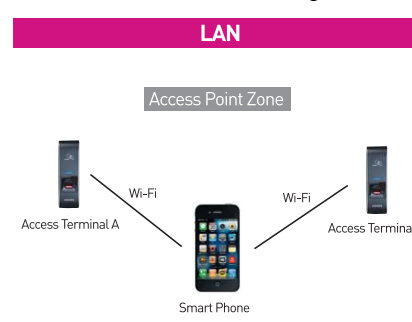 LAN
Access Point Zone
Wi-Fi
Wi-Fi
Access Terminal A
Access Termina
Smart Phone